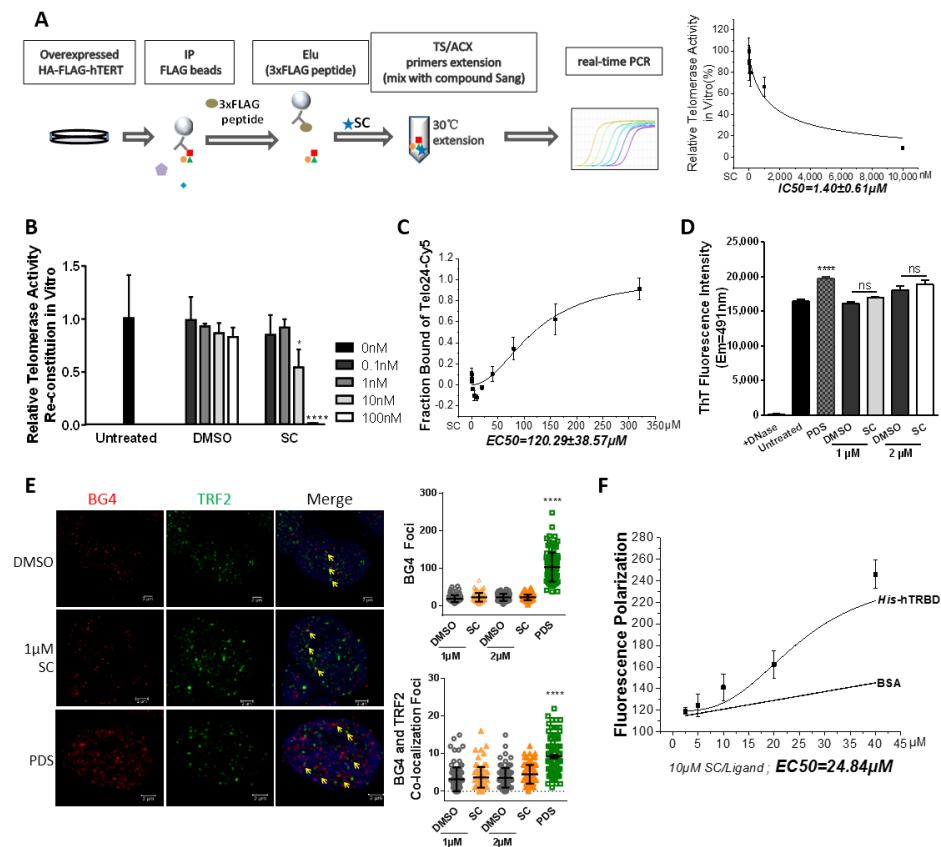 A
Overexpressed
HA-FLAG-hTERT
IP
FLAG beads
Elu
(3xFLAG peptide)
TS/ACX
primers extension
(mix with compound Sang)
real-time PCR
3xFLAG
peptide
SC
30℃
extension
Relative Telomerase Activity
in Vitro(%)
120
100
80
60
40
20
0
SC
0
2,000
4,000
6,000
8,000
10,000
nM
IC50=1.40±0.61μM
B
Relative Telomerase Activity
Re-constituion in Vitro
1.5
1.0
0.5
0.0
Untreated
DMSO
SC
*
****
0nM
0.1nM
1nM
10nM
100nM
C
Fraction Bound of Telo24-Cy5
1.2
1.0
0.8
0.6
0.4
0.2
0.0
-0.2
SC
0
50
100
150
200
250
300
350 μM
EC50=120.29±38.57μM
D
ThT Fluorescence Intensity
(Em=491nm)
25,000
20,000
15,000
10,000
5,000
0
****
ns
ns
+DNase
Untreated
PDS
DMSO
SC
DMSO
SC
1 μM
2 μM
E
BG4
TRF2
Merge
DMSO
1μM
SC
PDS
2 μm
BG4 Foci
300
200
100
0
****
DMSO
SC
DMSO
SC
PDS
1μM
2μM
BG4 and TRF2
Co-localization Foci
30
20
10
0
****
DMSO
SC
DMSO
SC
PDS
1μM
2μM
F
Fluorescence Polarization
280
260
240
220
200
180
160
140
120
100
His-hTRBD
BSA
0
5
10
15
20
25
30
35
40
45 μM
10μM SC/Ligand ; EC50=24.84μM